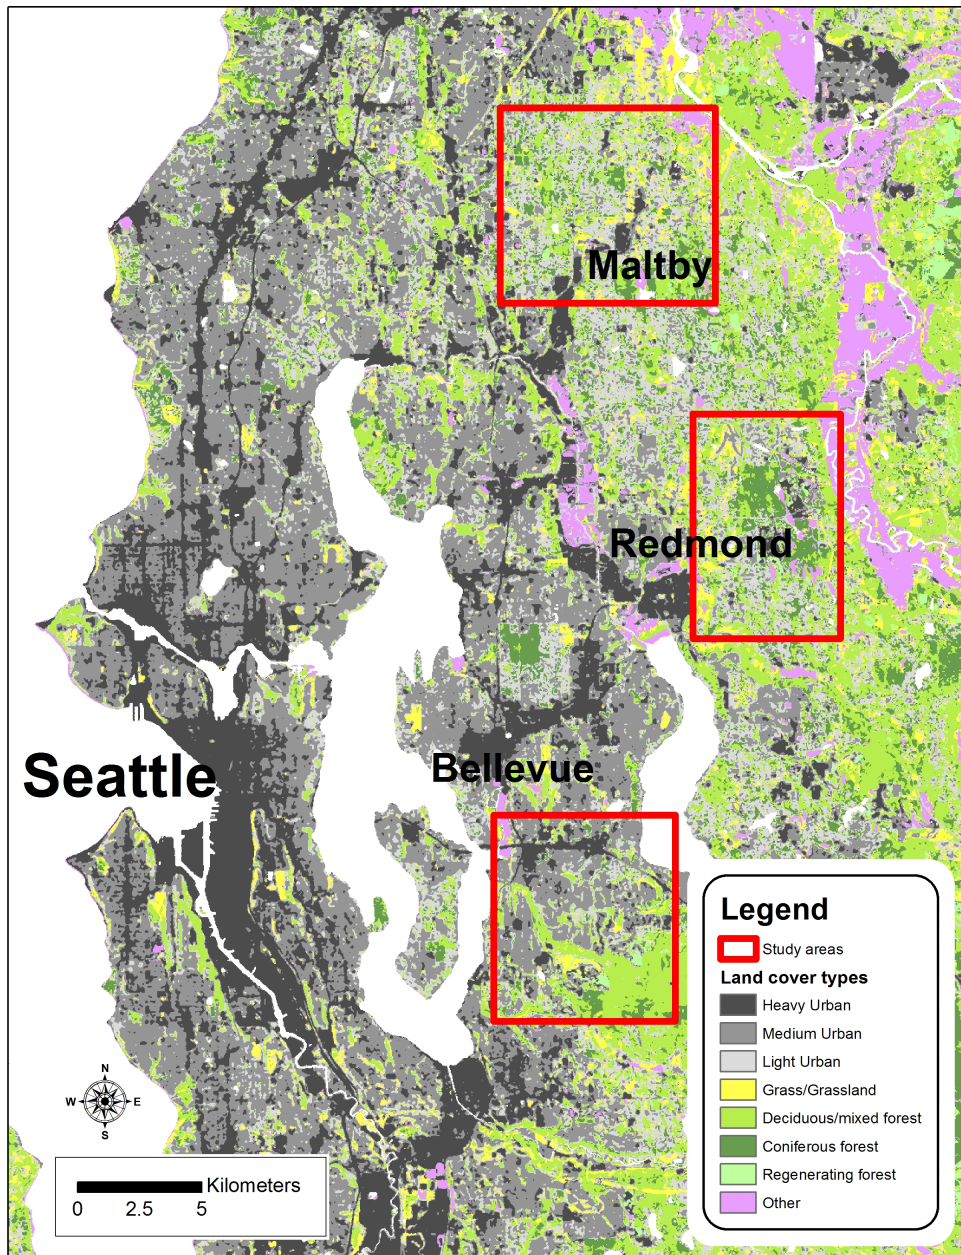 Maltby
Redmond
Seattle
Bellevue
Legend
Study areas
Land cover types
Heavy Urban
Medium Urban
Light Urban
Grass/Grassland
Deciduous/mixed forest
Coniferous forest
Regenerating forest
Other
N
W E
S
Kilometers
0 2.5 5